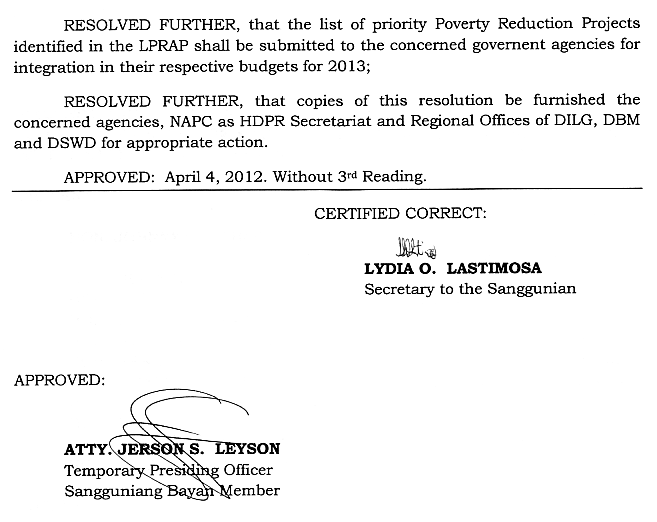 RESOLVED FURTHER, that the list of priority Poverty Reduction Projects
identified in the LPRAP shall be submitted to the concerned goverment agencies for
integration in their respective budgets for 2013;
RESOLVED FURTHER, that copies of this resolution be furnished the
concerned agencies, NAPC as HDPR Secretariat and Regional Offices of DILG, DBM
and DSWD for appropriate action.
APPROVED: April 4, 2012. Without 3rd Reading.
CERTIFIED CORRECT:
LYDIA O. LASTIMOSA
Secretary to the Sanggunian
APPROVED:
ATTY. JERSON S. LEYSON
Temporary Presiding Officer
Sangguniang Bayan Member